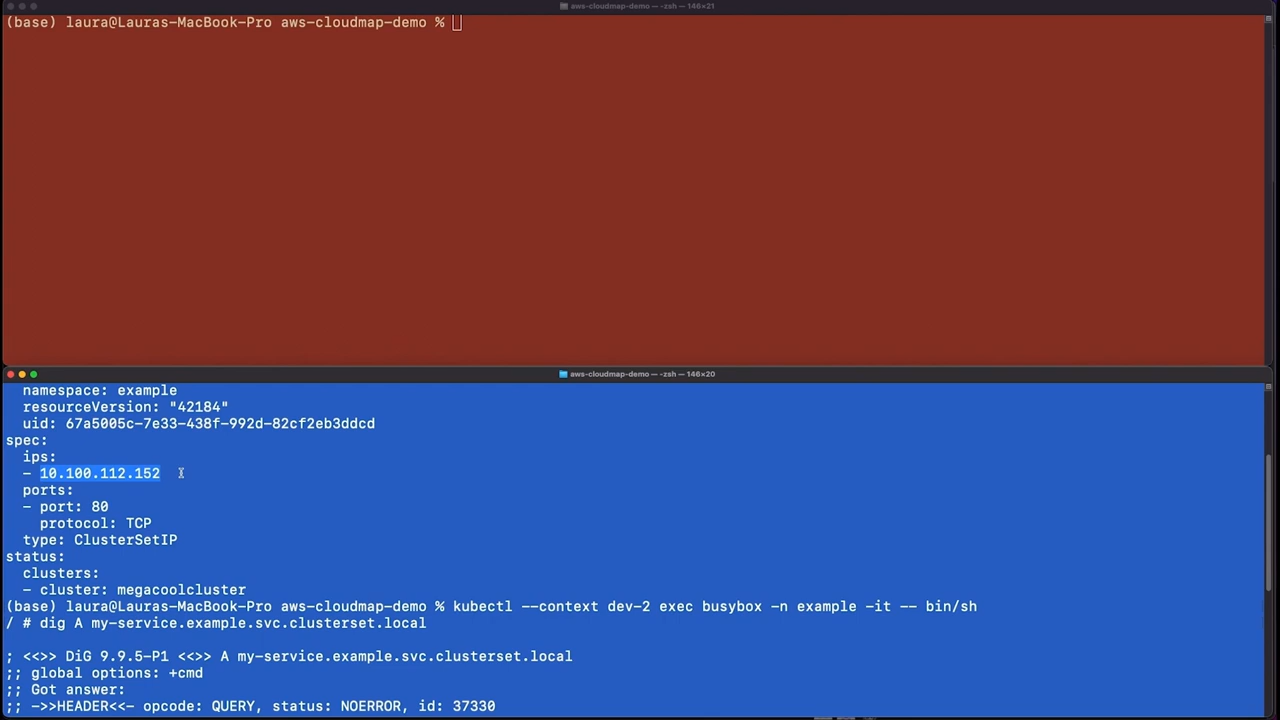 aws-cloudmap-demo — -zsh — 146×21
(base) laura@Lauras-MacBook-Pro aws-cloudmap-demo %
aws-cloudmap-demo — -zsh — 146×20
namespace: example
resourceVersion: "42184"
uid: 67a5005c-7e33-438f-992d-82cf2eb3ddcd
spec:
ips:
- 10.100.112.152
ports:
- port: 80
protocol: TCP
type: ClusterSetIP
status:
clusters:
- cluster: megacoolcluster
(base) laura@Lauras-MacBook-Pro aws-cloudmap-demo % kubectl --context dev-2 exec busybox -n example -it -- bin/sh
/ # dig A my-service.example.svc.clusterset.local
; <<>> DiG 9.9.5-P1 <<>> A my-service.example.svc.clusterset.local
;; global options: +cmd
;; Got answer:
;; ->>HEADER<<- opcode: QUERY, status: NOERROR, id: 37330